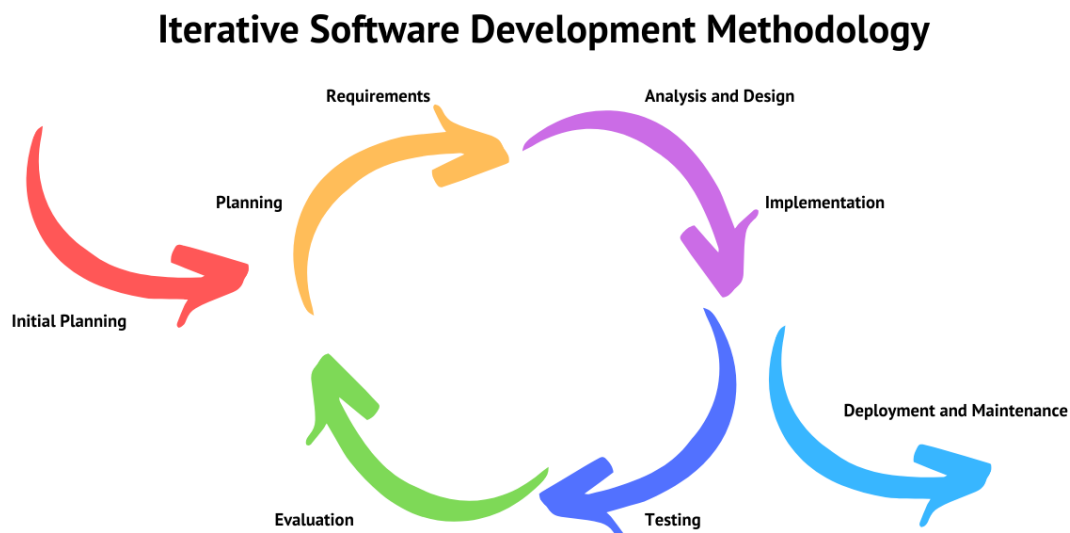 Iterative Software Development Methodology
Requirements
Analysis and Design
Planning
Implementation
Initial Planning
Deployment and Maintenance
Evaluation
Testing